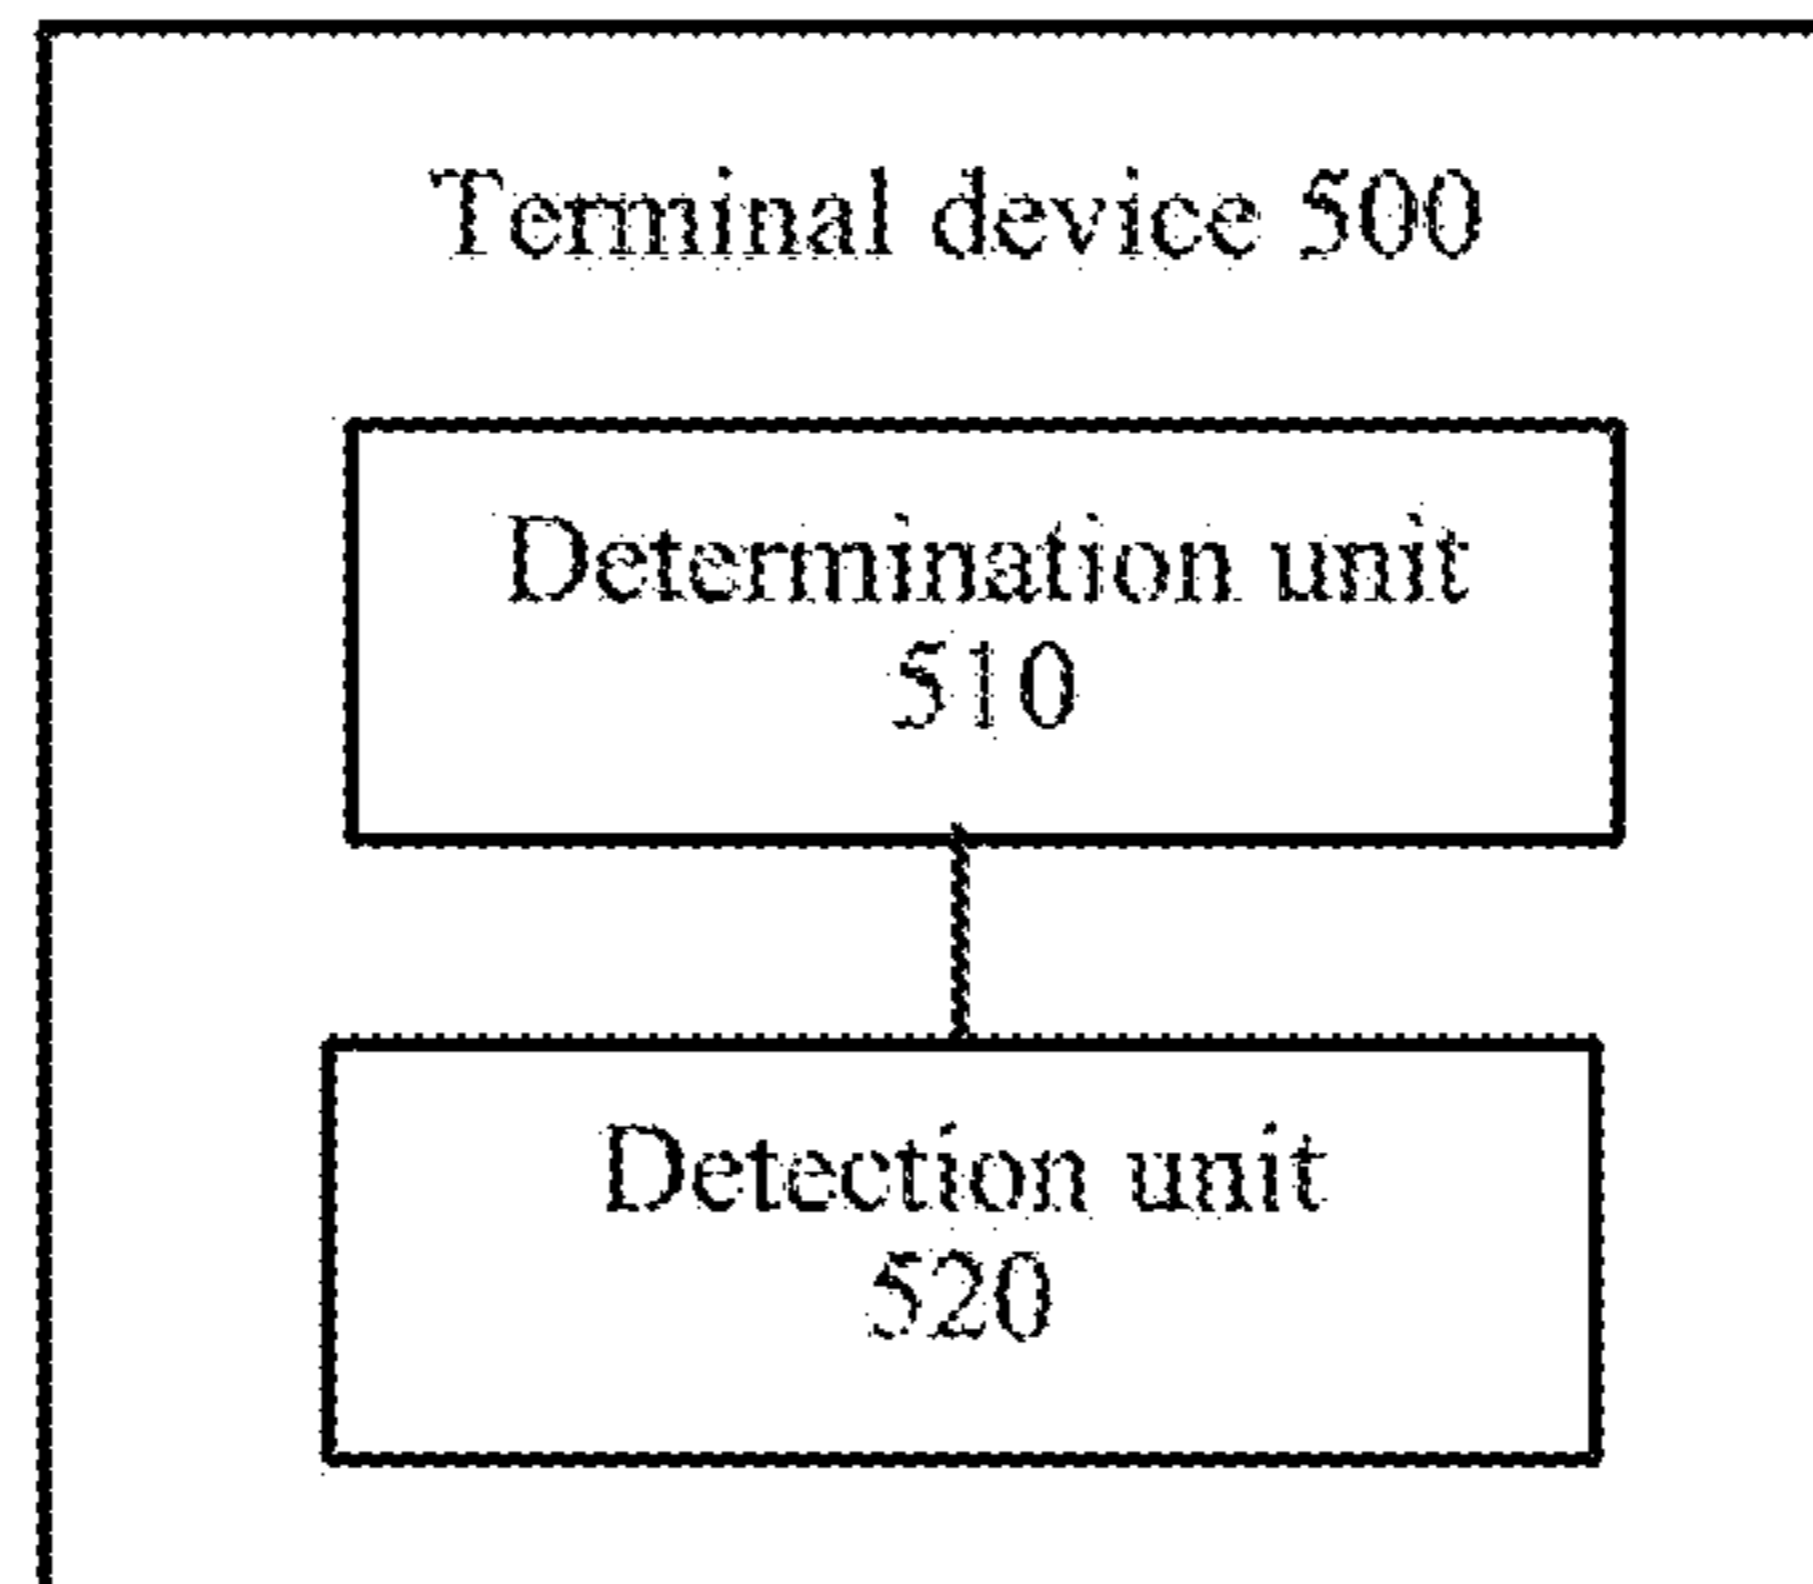 Terminal device 500
Determination unit
510
Detection unit
520